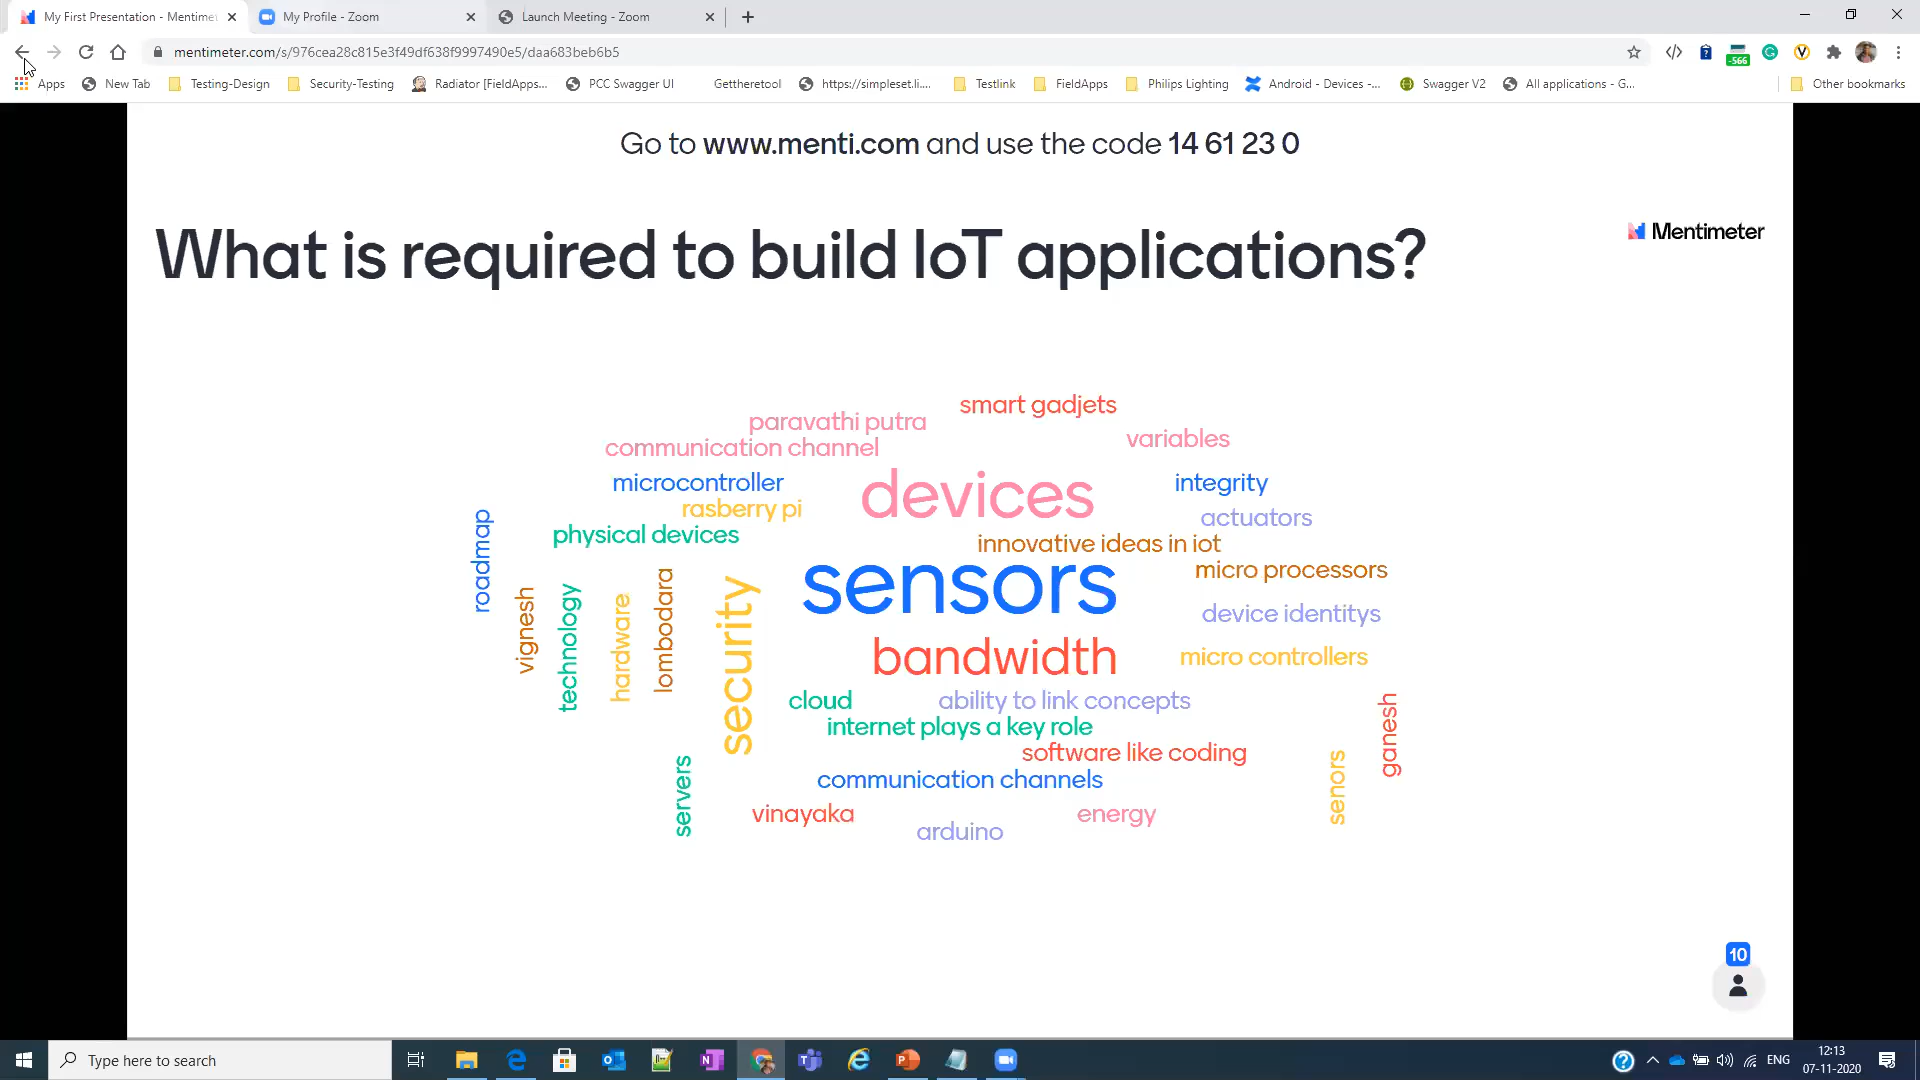 My First Presentation - Mentimet
My Profile - Zoom
Launch Meeting - Zoom
mentimeter.com/s/976cea28c815e3f49df638f9997490e5/daa683beb6b5
-566
Apps
New Tab
Testing-Design
Security-Testing
Radiator [FieldApps...
PCC Swagger UI
Gettheretool
https://simpleset.li....
Testlink
FieldApps
Philips Lighting
Android - Devices -...
Swagger V2
All applications - G...
Other bookmarks
Go to www.menti.com and use the code 14 61 23 0
What is required to build IoT applications?
Mentimeter
smart gadjets
paravathi putra
variables
communication channel
microcontroller
devices
integrity
rasberry pi
actuators
physical devices
innovative ideas in iot
roadmap
sensors
micro processors
vignesh
technology
hardware
lombodara
security
device identitys
bandwidth
micro controllers
cloud
ability to link concepts
internet plays a key role
ganesh
software like coding
servers
communication channels
senors
vinayaka
energy
arduino
10
Type here to search
ENG
12:13
07-11-2020